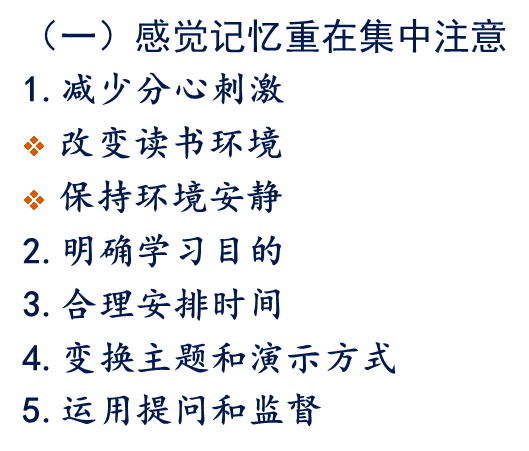 （一）感觉记忆重在集中注意
1.减少分心刺激
❖ 改变读书环境
❖ 保持环境安静
2.明确学习目的
3.合理安排时间
4.变换主题和演示方式
5.运用提问和监督